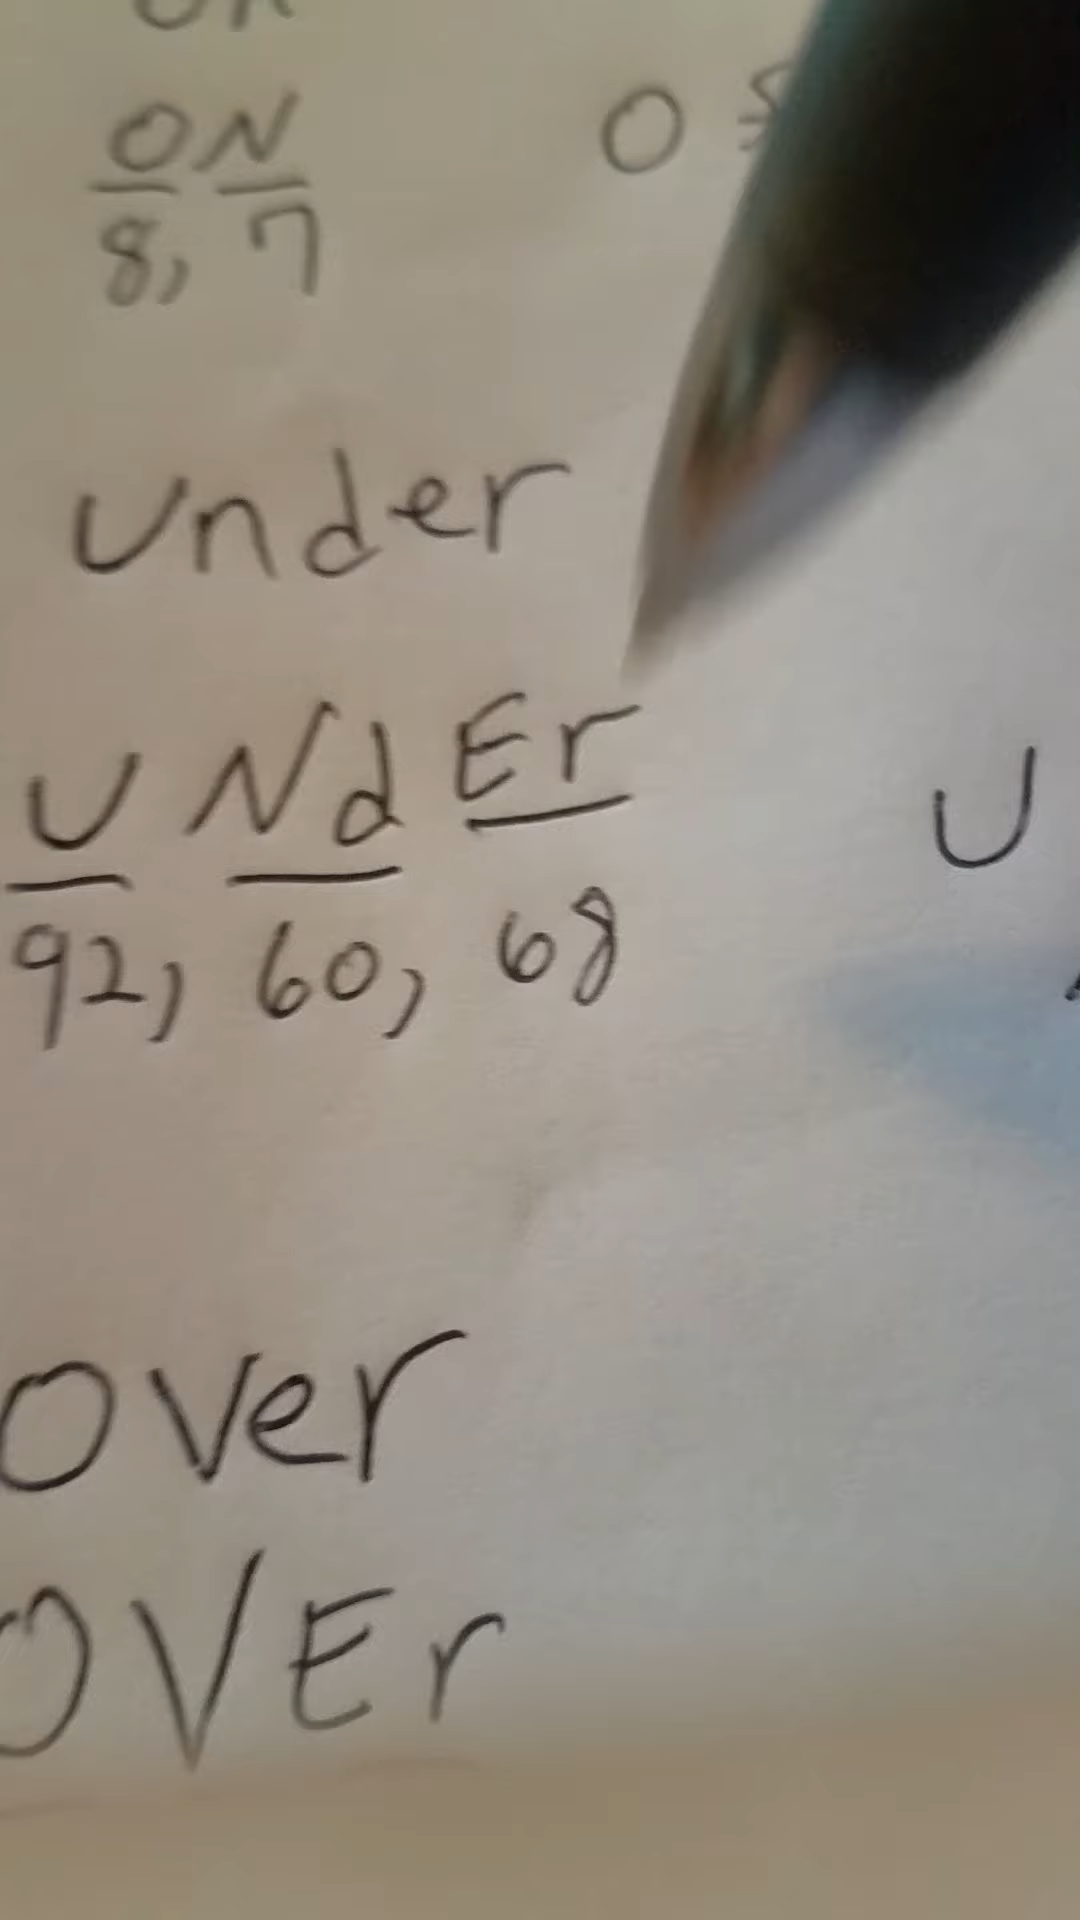 ON O
8, 7
under
UNdEr U
92, 60, 68
over
OVEr